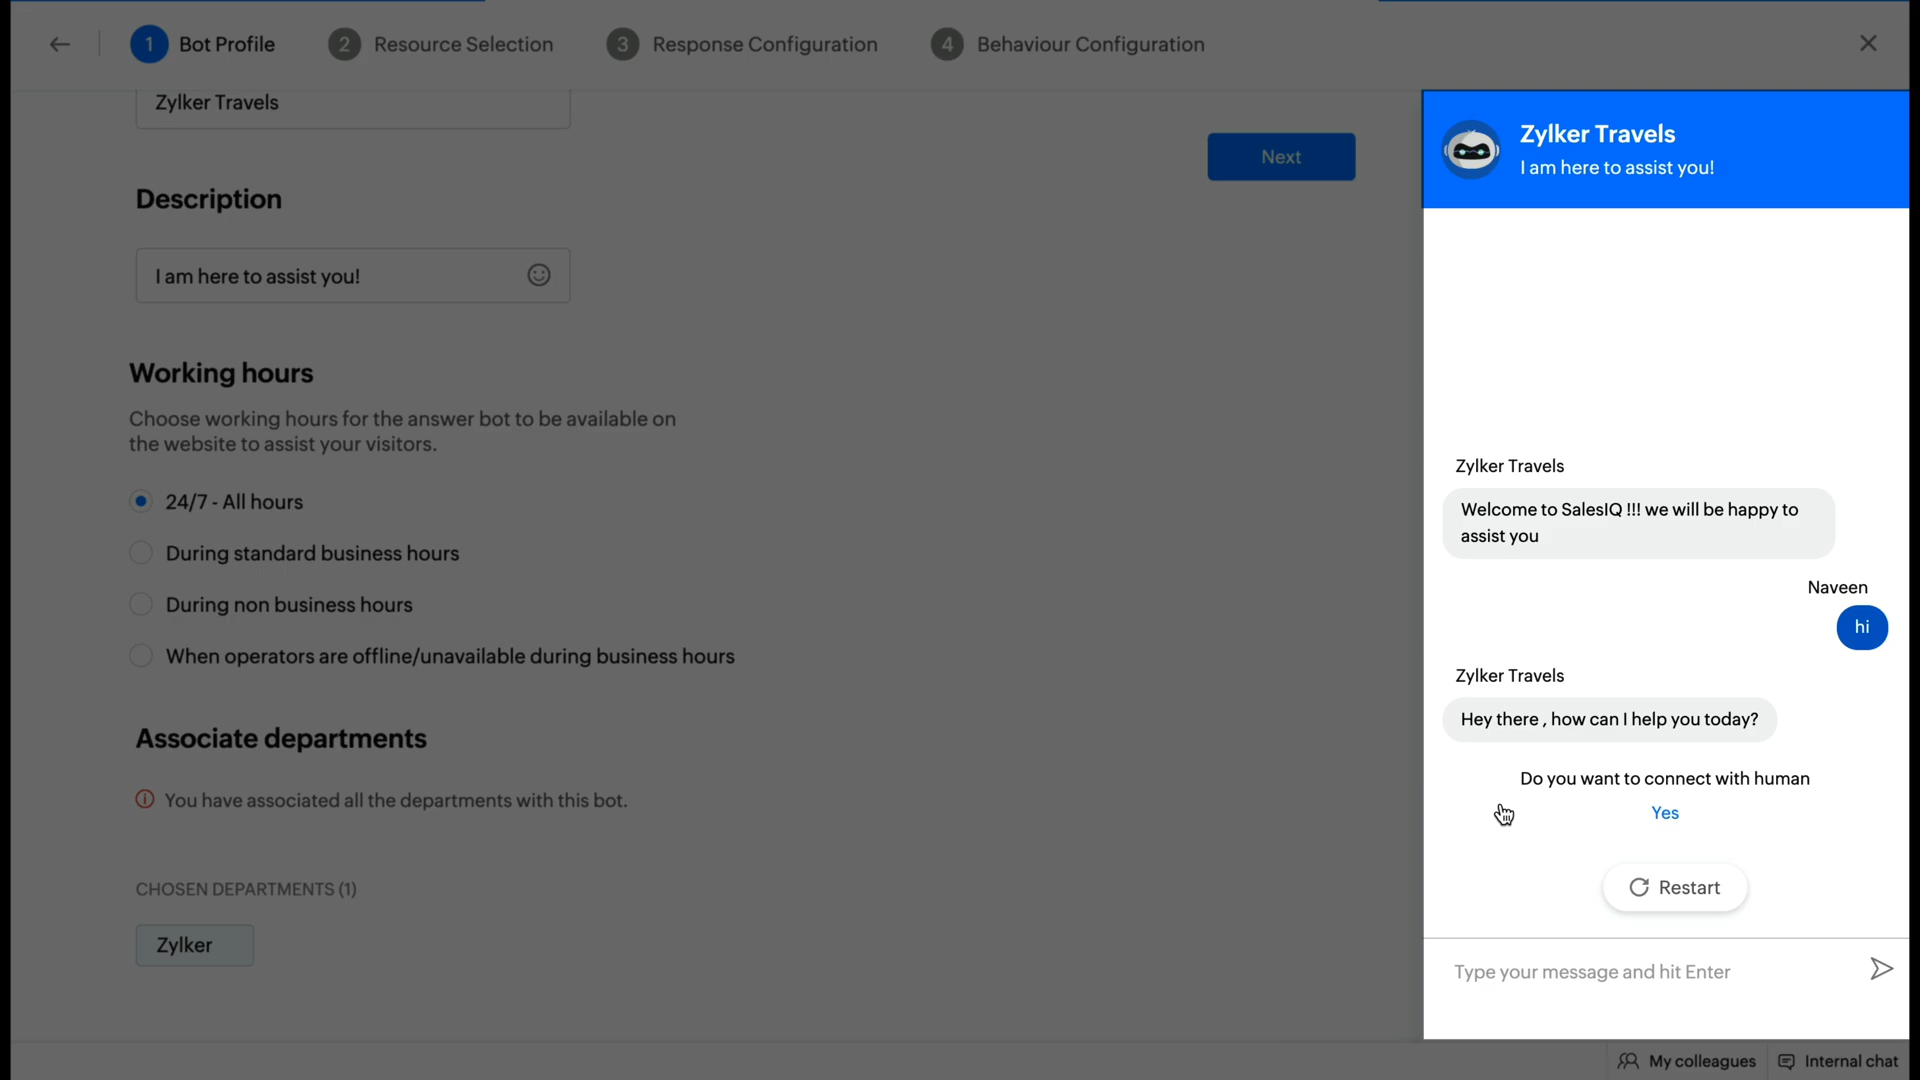 1 Bot Profile 2 Resource Selection 3 Response Configuration 4 Behaviour Configuration
Zylker Travels
Next
Description
I am here to assist you!
Working hours
Choose working hours for the answer bot to be available on
the website to assist your visitors.
24/7 - All hours
During standard business hours
During non business hours
When operators are offline/unavailable during business hours
Associate departments
You have associated all the departments with this bot.
CHOSEN DEPARTMENTS (1)
Zylker
Zylker Travels
I am here to assist you!
Zylker Travels
Welcome to SalesIQ !!! we will be happy to
assist you
Naveen
hi
Zylker Travels
Hey there , how can I help you today?
Do you want to connect with human
Yes
Restart
Type your message and hit Enter
My colleagues Internal chat